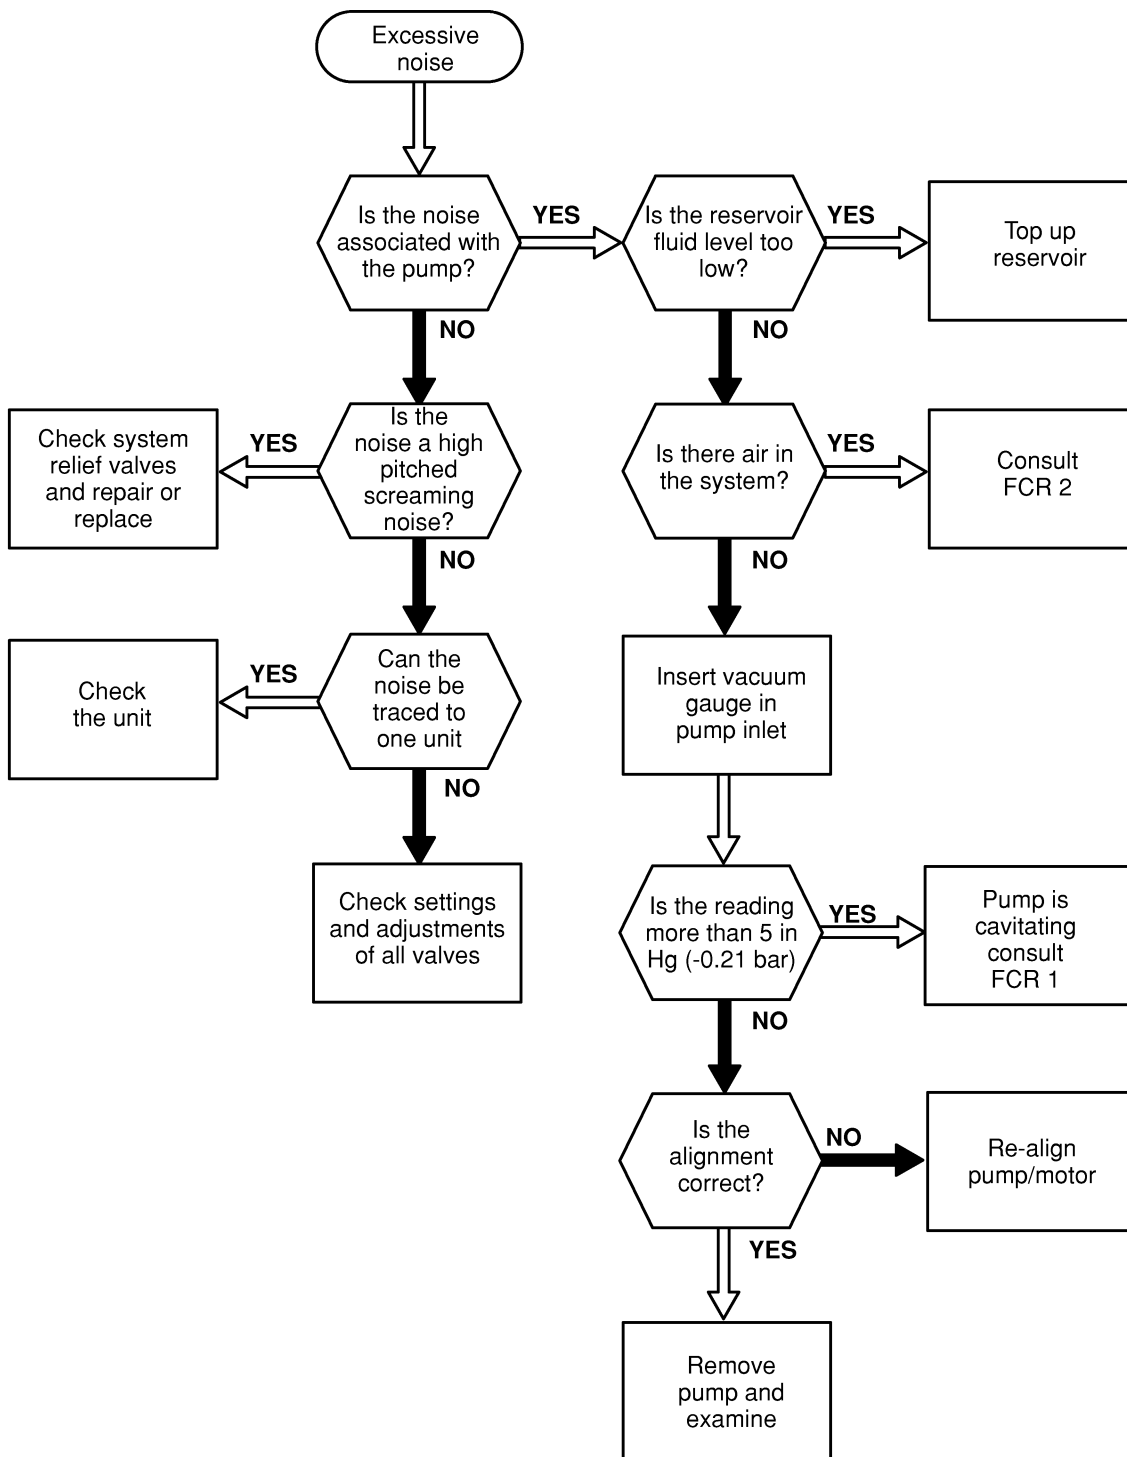 Excessive
noise
Is the noise
associated with
the pump?
YES
Is the reservoir
fluid level too
low?
YES
Top up
reservoir
NO
NO
Check system
relief valves
and repair or
replace
YES
Is the
noise a high
pitched
screaming
noise?
Is there air in
the system?
YES
Consult
FCR 2
NO
NO
Check
the unit
YES
Can the
noise be
traced to
one unit
Insert vacuum
gauge in
pump inlet
NO
Check settings
and adjustments
of all valves
Is the reading
more than 5 in
Hg (-0.21 bar)
YES
Pump is
cavitating
consult
FCR 1
NO
Is the
alignment
correct?
NO
Re-align
pump/motor
YES
Remove
pump and
examine